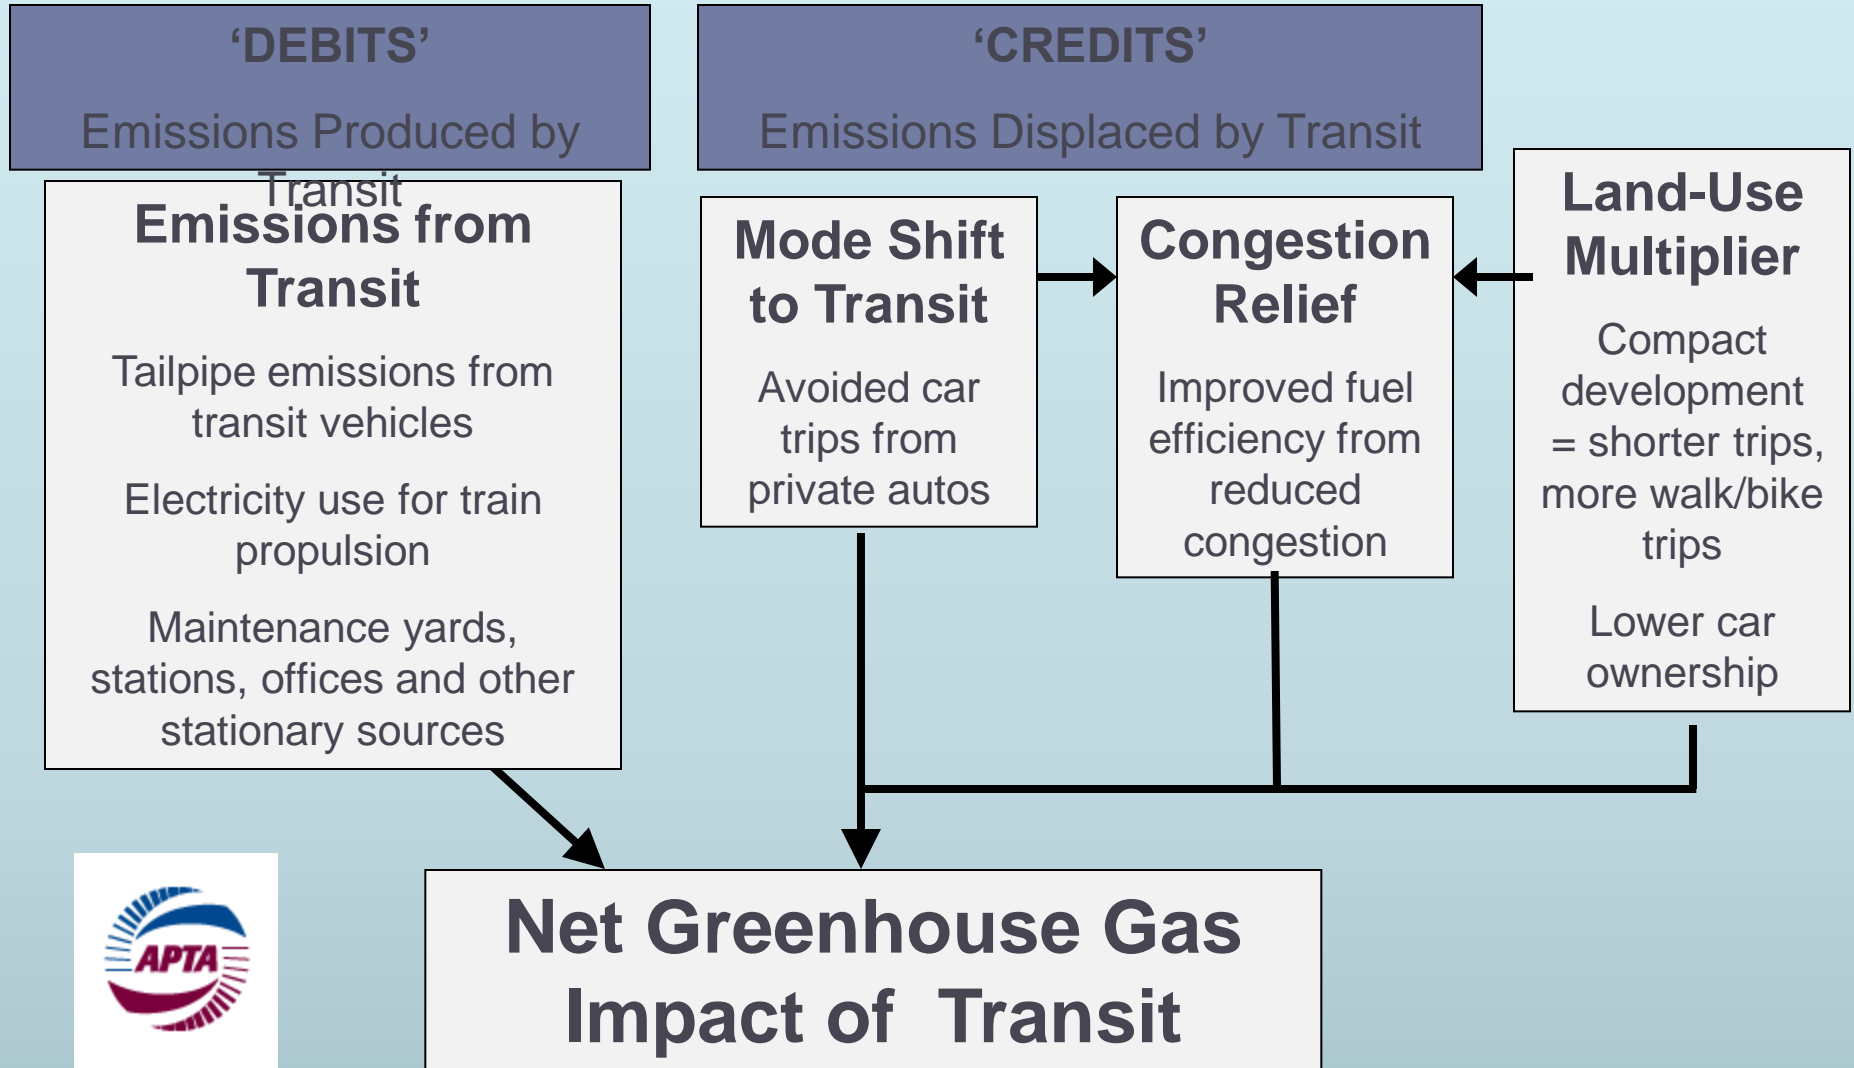 ‘DEBITS’
Emissions Produced by
Transit
‘CREDITS’
Emissions Displaced by Transit
Emissions from
Transit
Tailpipe emissions from
transit vehicles
Electricity use for train
propulsion
Maintenance yards,
stations, offices and other
stationary sources
Mode Shift
to Transit
Avoided car
trips from
private autos
Congestion
Relief
Improved fuel
efficiency from
reduced
congestion
Land-Use
Multiplier
Compact
development
= shorter trips,
more walk/bike
trips
Lower car
ownership
APTA
Net Greenhouse Gas
Impact of  Transit